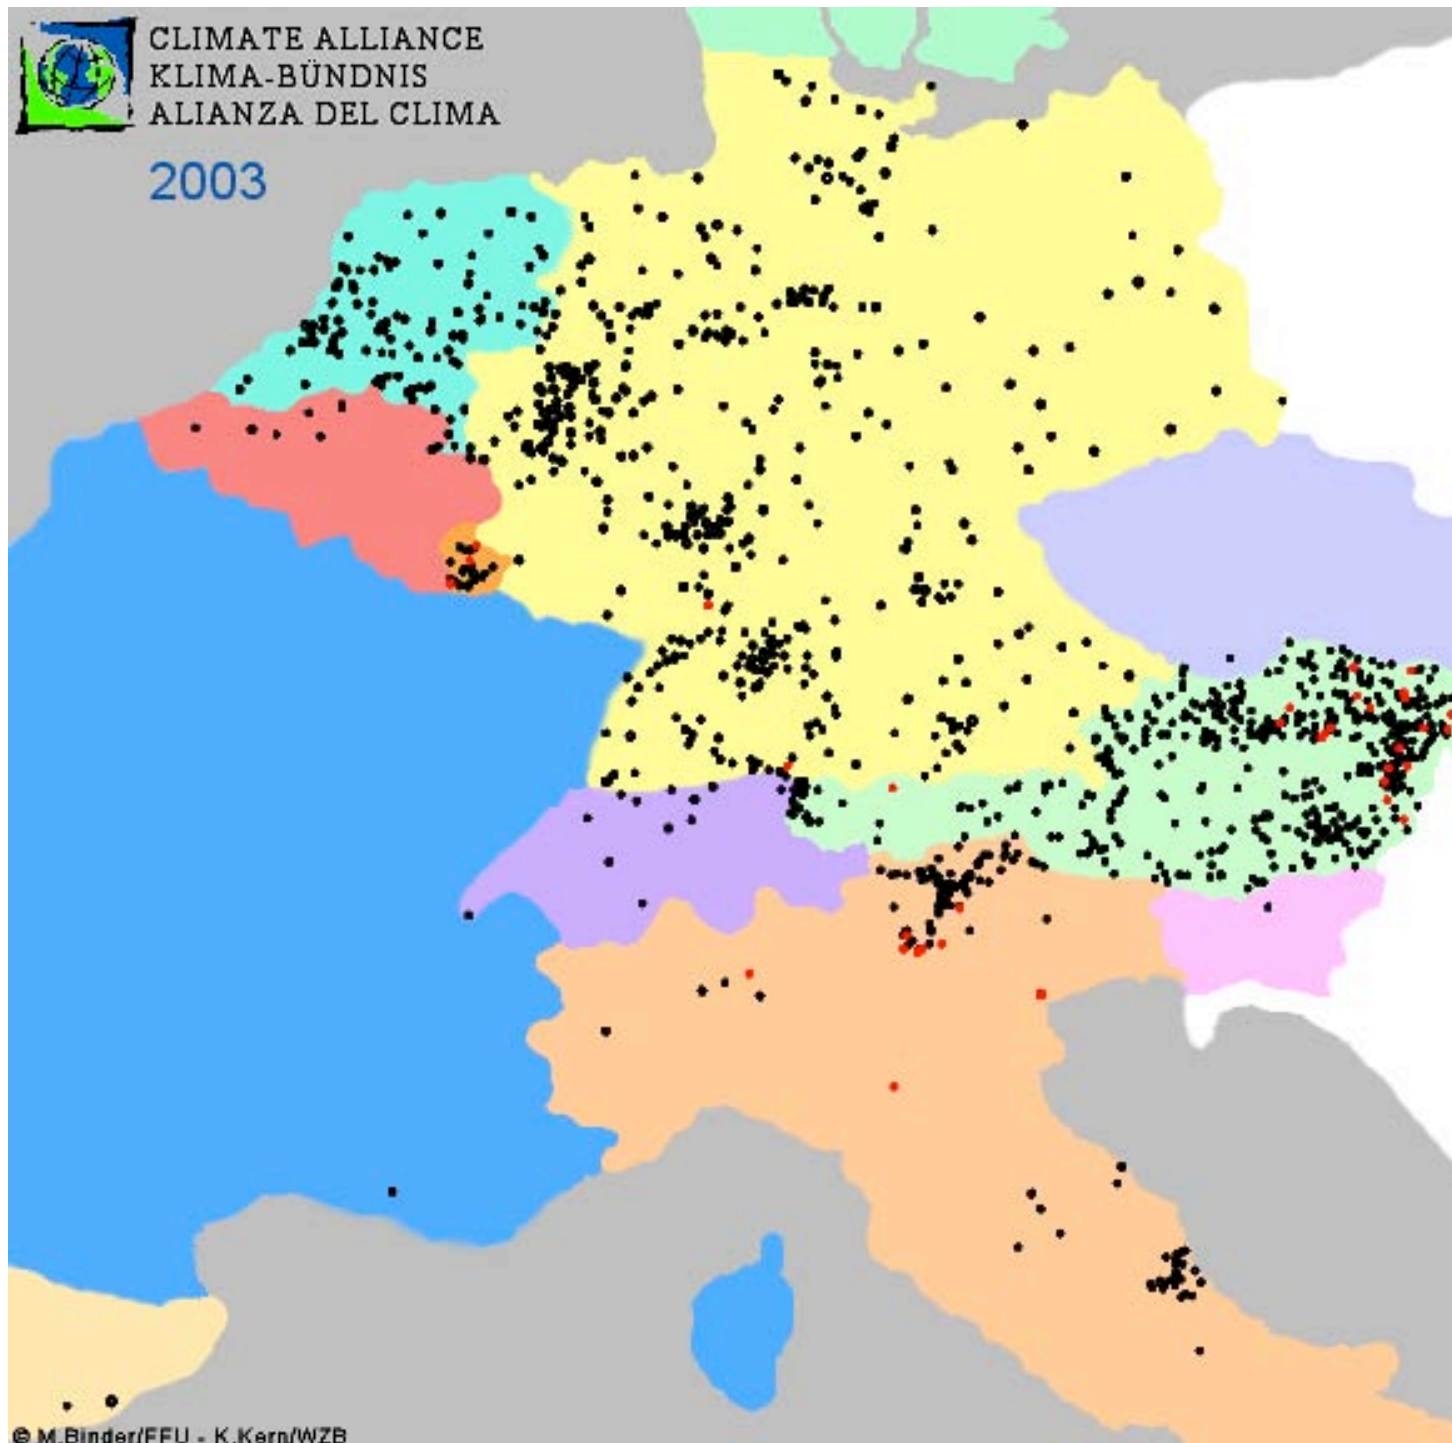 CLIMATE ALLIANCE
KLIMA-BÜNDNIS
ALIANZA DEL CLIMA
2003
© M.Binder/FFU - K.Kern/WZB